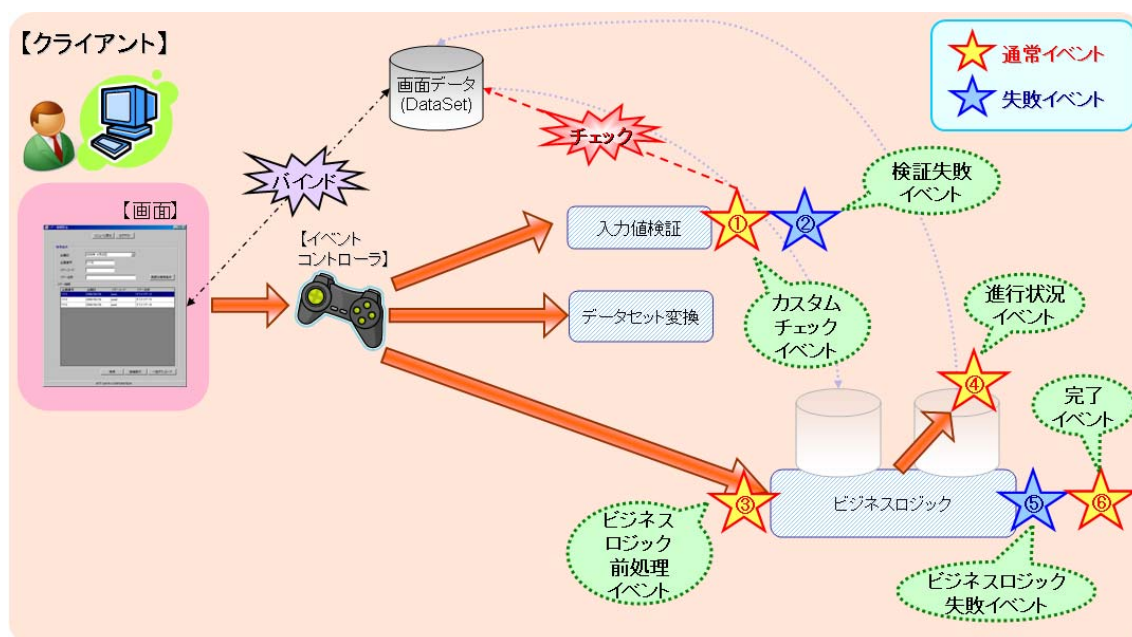 【クライアント】
画面データ
(DataSet)
通常イベント
失敗イベント
チェック
バインド
検証失敗
イベント
【画面】
【イベント
コントローラ】
入力値検証
①
②
カスタム
チェック
イベント
進行状況
イベント
データセット変換
④
完了
イベント
③
ビジネスロジック
⑤
⑥
ビジネス
ロジック
前処理
イベント
ビジネスロジック
失敗イベント